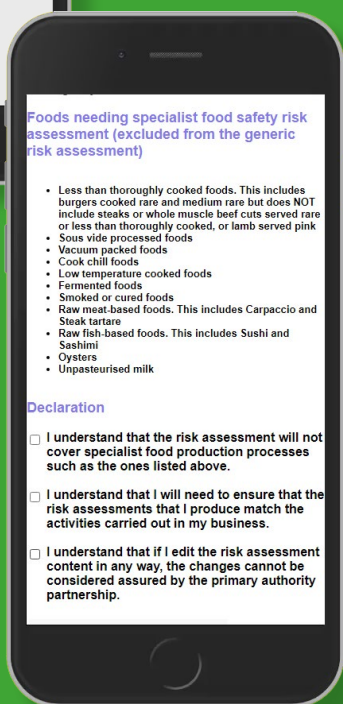 Foods needing specialist food safety risk
assessment (excluded from the generic
risk assessment)
• Less than thoroughly cooked foods. This includes
burgers cooked rare and medium rare but does NOT
include steaks or whole muscle beef cuts served rare
or less than thoroughly cooked, or lamb served pink
• Sous vide processed foods
• Vacuum packed foods
• Cook chill foods
• Low temperature cooked foods
• Fermented foods
• Smoked or cured foods
• Raw meat-based foods. This includes Carpaccio and
Steak tartare
• Raw fish-based foods. This includes Sushi and
Sashimi
• Oysters
• Unpasteurised milk
Declaration
I understand that the risk assessment will not
cover specialist food production processes
such as the ones listed above.
I understand that I will need to ensure that the
risk assessments that I produce match the
activities carried out in my business.
I understand that if I edit the risk assessment
content in any way, the changes cannot be
considered assured by the primary authority
partnership.